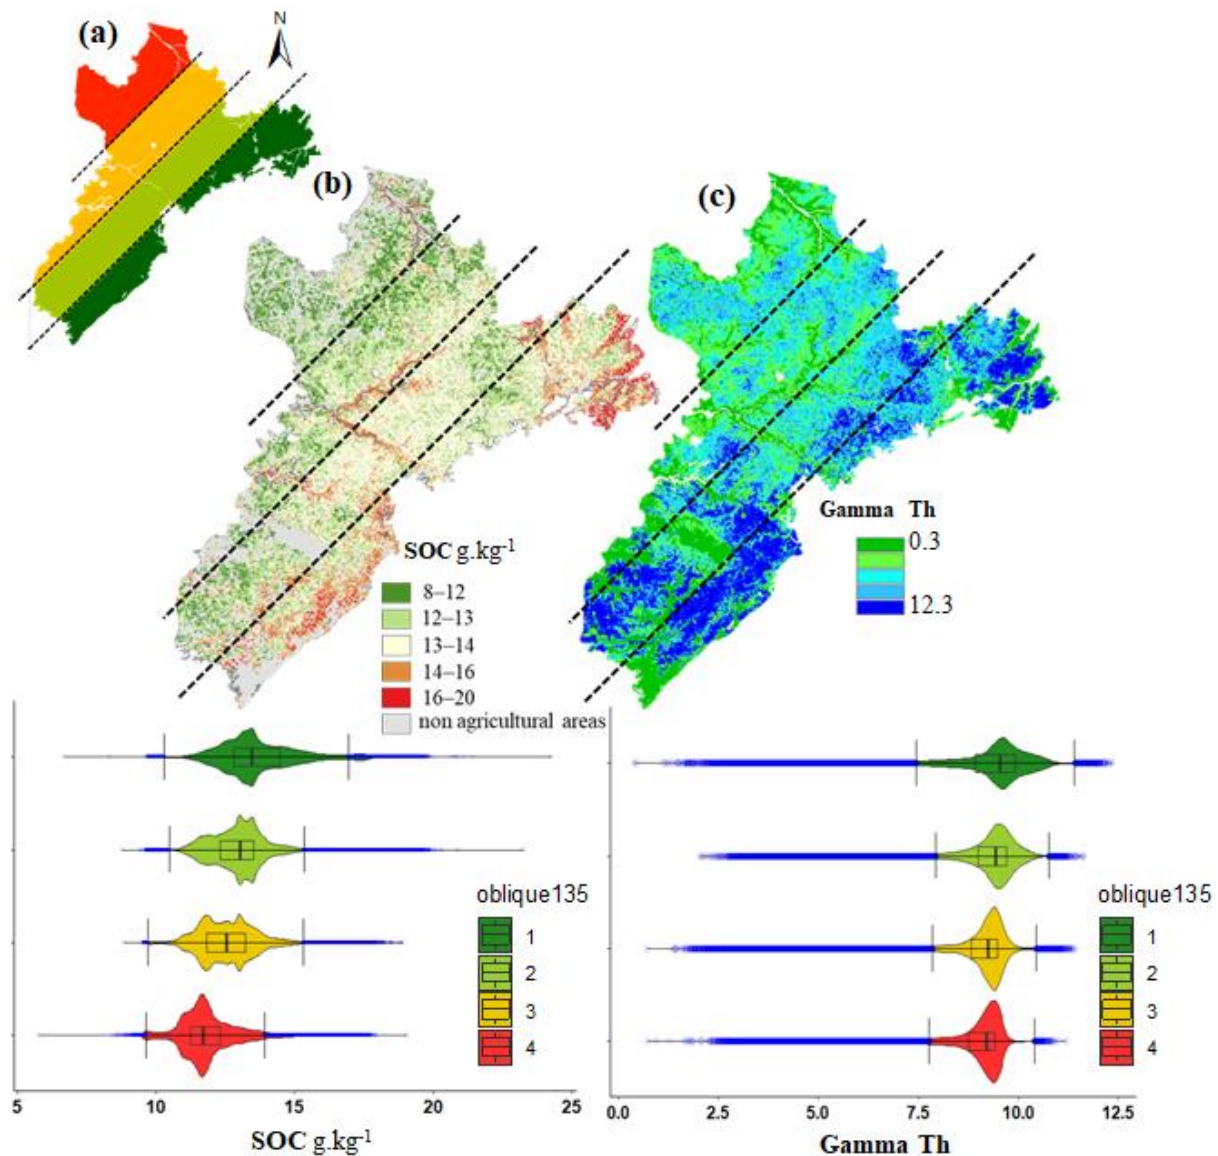 (a)
N
(b)
(c)
SOC g.kg-1
8–12
12–13
13–14
14–16
16–20
non agricultural areas
Gamma Th
0.3
12.3
oblique135
1
2
3
4
5
10
15
20
25
SOC g.kg-1
oblique135
1
2
3
4
0.0
2.5
5.0
7.5
10.0
12.5
Gamma Th